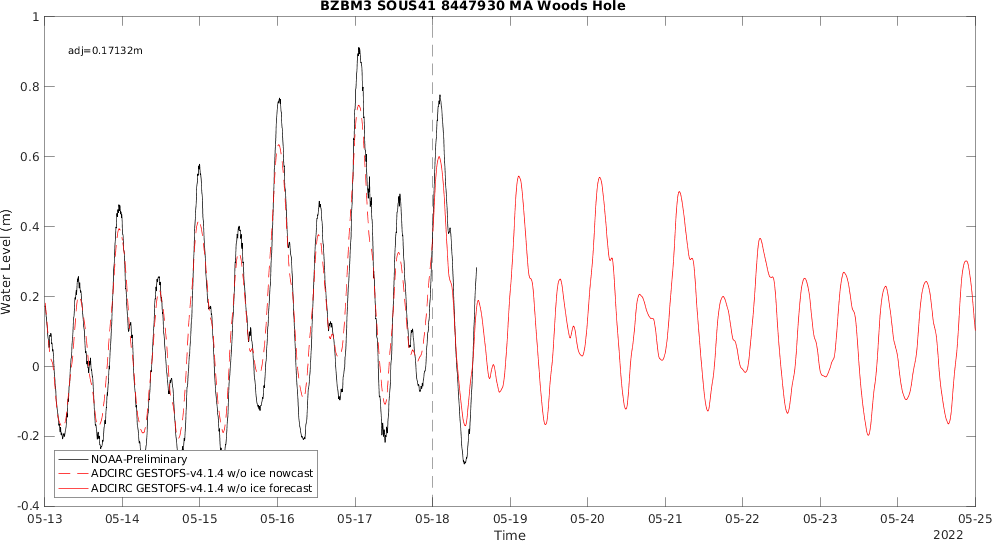 BZBM3 SOUS41 8447930 MA Woods Hole
adj=0.17132m
Water Level (m)
1
0.8
0.6
0.4
0.2
0
-0.2
-0.4
NOAA-Preliminary
ADCIRC GESTOFS-v4.1.4 w/o ice nowcast
ADCIRC GESTOFS-v4.1.4 w/o ice forecast
05-13 05-14 05-15 05-16 05-17 05-18 05-19 05-20 05-21 05-22 05-23 05-24 05-25
Time
2022